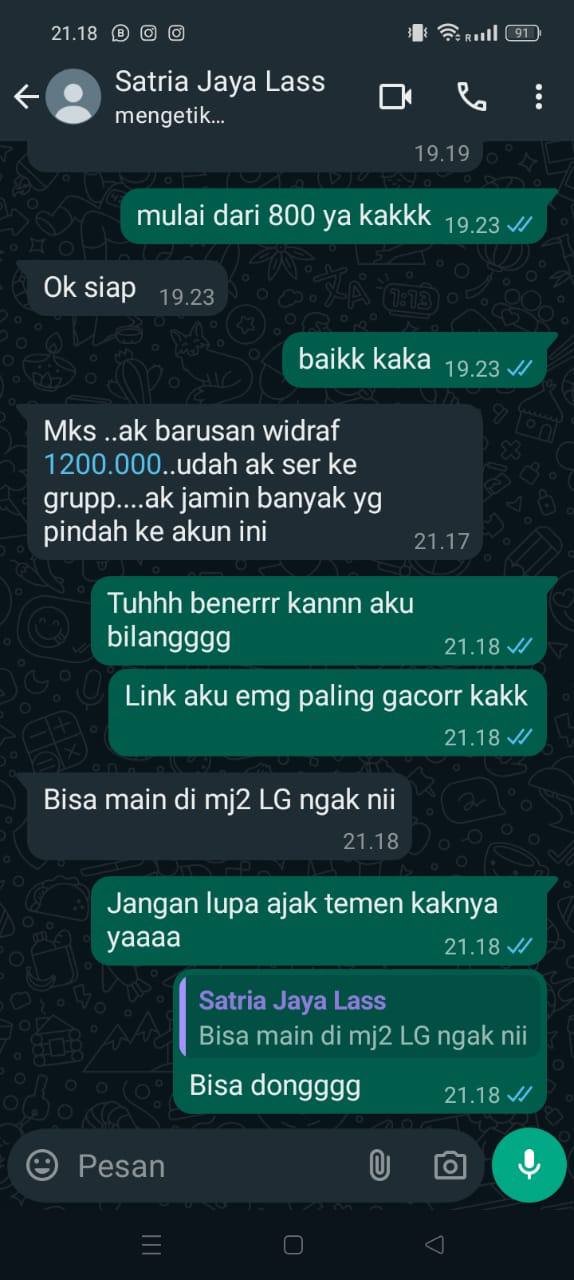 21.18
R
91
Satria Jaya Lass
mengetik...
19.19
mulai dari 800 ya kakkk 19.23
Ok siap 19.23
baikk kaka 19.23
Mks ..ak barusan widraf
1200.000..udah ak ser ke
grupp....ak jamin banyak yg
pindah ke akun ini
21.17
Tuhhh benerrr kannn aku
bilangggg
21.18
Link aku emg paling gacorr kakk
21.18
Bisa main di mj2 LG ngak nii
21.18
Jangan lupa ajak temen kaknya
yaaaa
21.18
Satria Jaya Lass
Bisa main di mj2 LG ngak nii
Bisa dongggg 21.18
Pesan